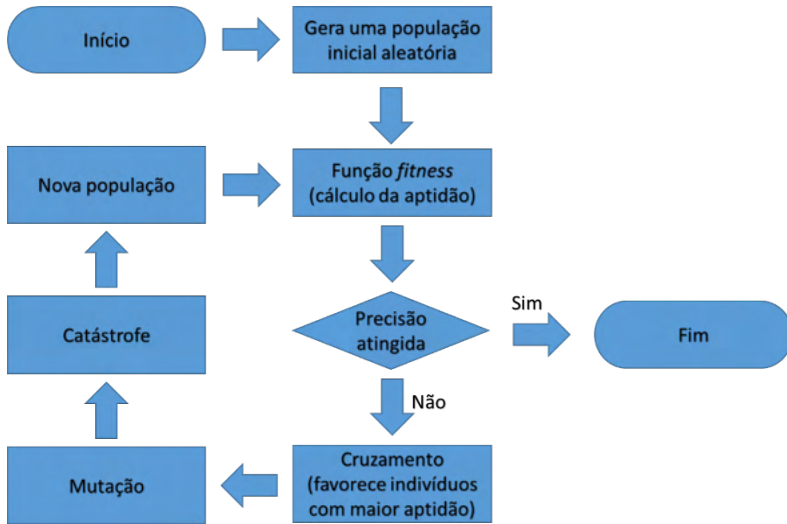 Início
Gera uma população
inicial aleatória
Nova população
Função fitness
(cálculo da aptidão)
Catástrofe
Precisão
atingida
Sim
Fim
Não
Mutação
Cruzamento
(favorece indivíduos
com maior aptidão)